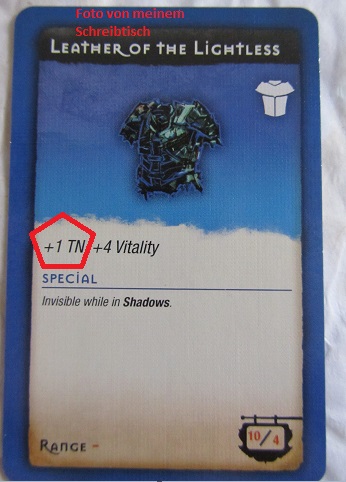 Foto von meinem
Schreibtisch
Leather of the Lightless
+1 TN +4 Vitality
SPECIAL
Invisible while in Shadows.
Range -
10/4